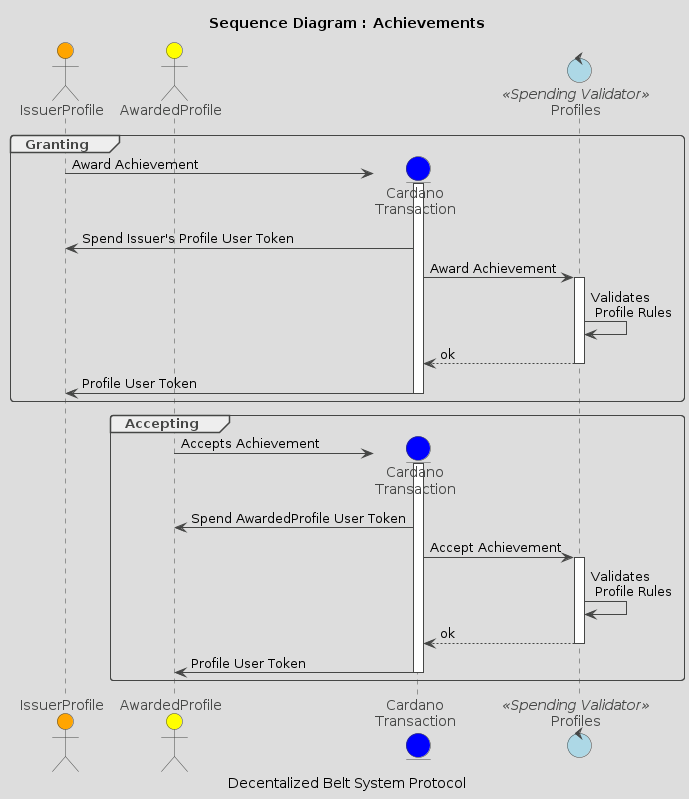 Sequence Diagram : Achievements
IssuerProfile
AwardedProfile
«Spending Validator»
Profiles
Granting
Award Achievement
Cardano
Transaction
Spend Issuer's Profile User Token
Award Achievement
Validates
Profile Rules
ok
Profile User Token
Accepting
Accepts Achievement
Cardano
Transaction
Spend AwardedProfile User Token
Accept Achievement
Validates
Profile Rules
ok
Profile User Token
IssuerProfile
AwardedProfile
Cardano
Transaction
«Spending Validator»
Profiles
Decentalized Belt System Protocol